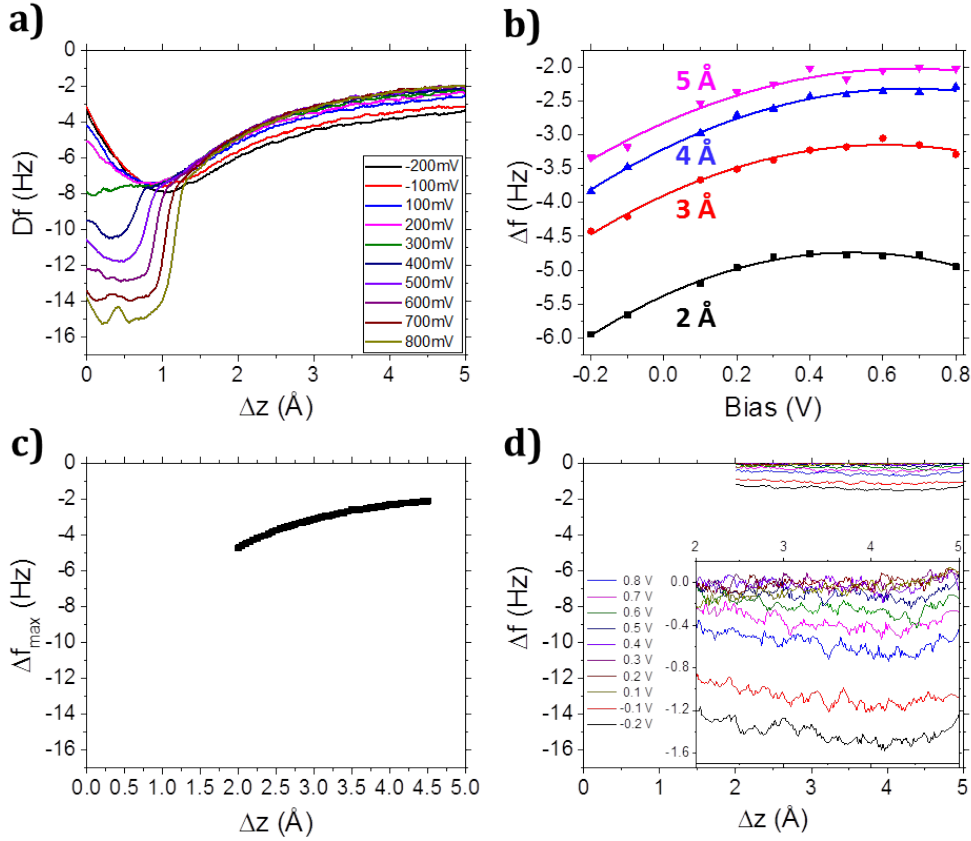 a)
Df (Hz)
0
-2
-4
-6
-8
-10
-12
-14
-16
-200mV
-100mV
100mV
200mV
300mV
400mV
500mV
600mV
700mV
800mV
0 1 2 3 4 5
Δz (Å)
b)
Δf (Hz)
-2.0
-2.5
-3.0
-3.5
-4.0
-4.5
-5.0
-5.5
-6.0
5 Å
4 Å
3 Å
2 Å
-0.2 0.0 0.2 0.4 0.6 0.8
Bias (V)
c)
Δfmax (Hz)
0
-2
-4
-6
-8
-10
-12
-14
-16
0.0 0.5 1.0 1.5 2.0 2.5 3.0 3.5 4.0 4.5 5.0
Δz (Å)
d)
Δf (Hz)
0
-2
-4
-6
-8
-10
-12
-14
-16
0.8 V
0.7 V
0.6 V
0.5 V
0.4 V
0.3 V
0.2 V
0.1 V
-0.1 V
-0.2 V
2 3 4 5
0.0
-0.4
-0.8
-1.2
-1.6
0 1 2 3 4 5
Δz (Å)